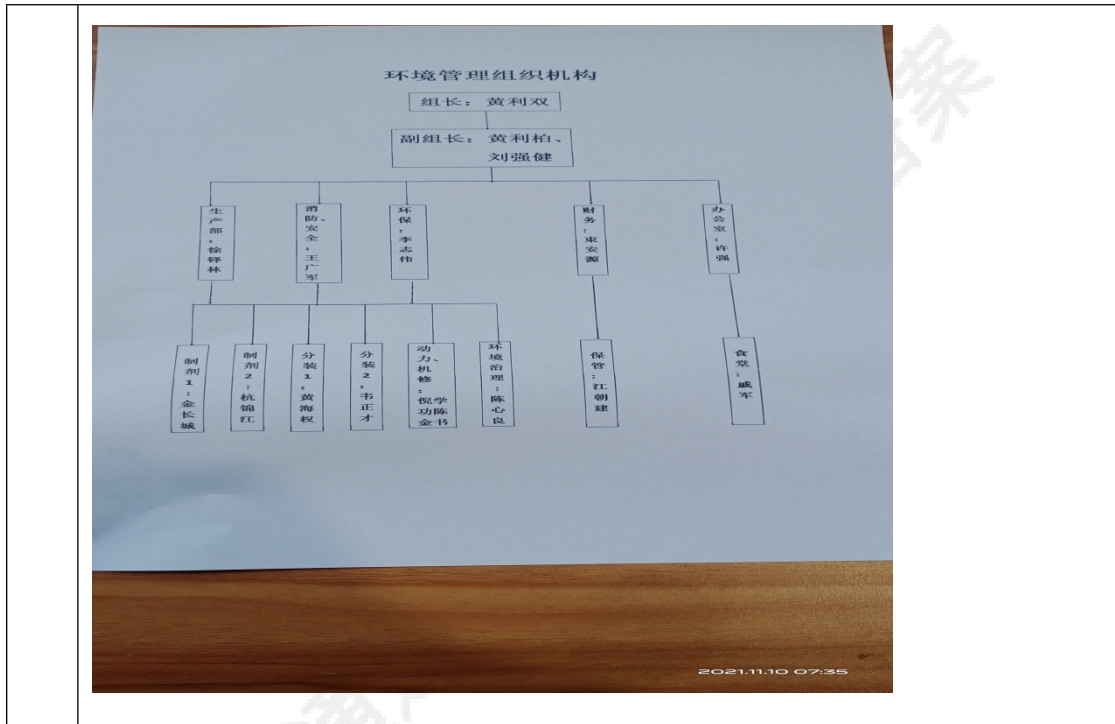 环境管理组织机构
组长：黄利双
副组长：黄利柏、
刘强健
生产部：徐铎林
消防、安全：王广军
环保：李志伟
财务：束安源
办公室：许强
制剂1：金长城
制剂2：杭锦江
分装1：黄海权
分装2：韦正才
动力、机修：倪学功陈金书
环境治理：陈心良
保管：江朝建
食堂：戚军
2021.11.10 07:35